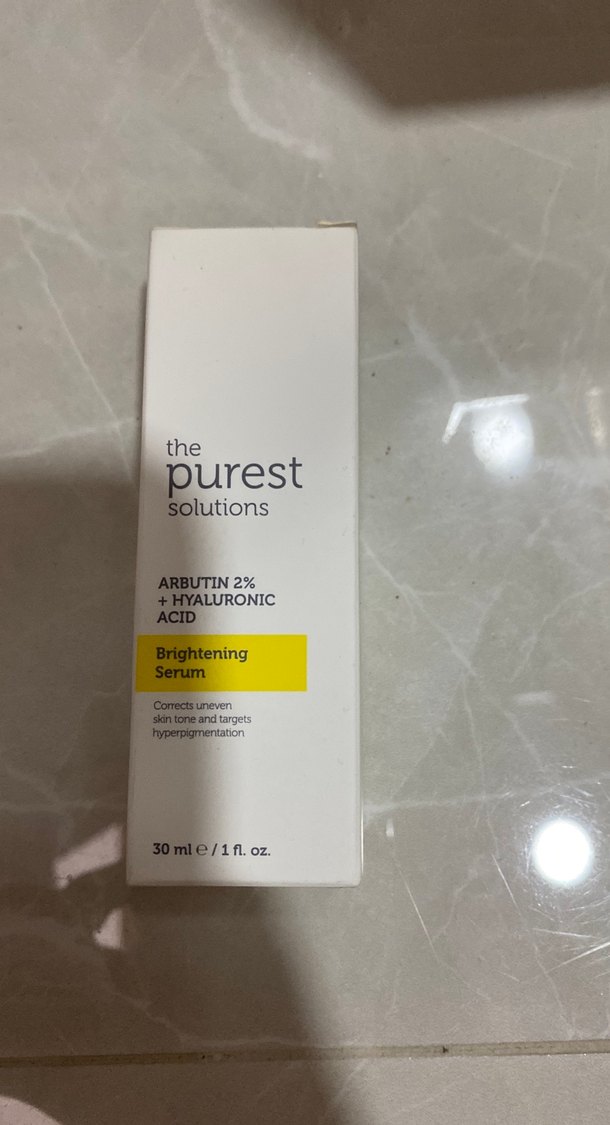 the
purest
solutions
ARBUTIN 2%
+ HYALURONIC
ACID
Brightening
Serum
Corrects uneven
skin tone and targets
hyperpigmentation
30 ml ℮ / 1 fl. oz.